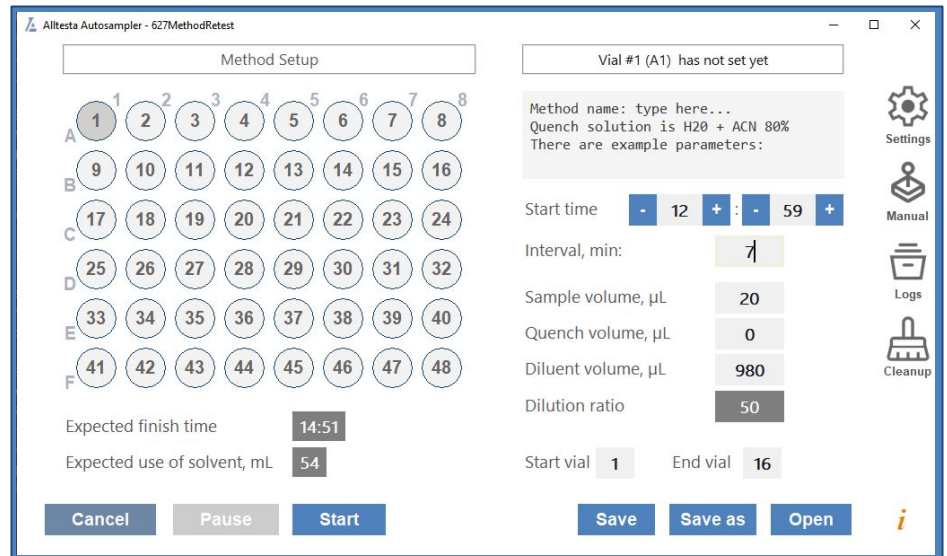 Alltesta Autosampler - 627MethodRetest
Method Setup
1 2 3 4 5 6 7 8
A 1 2 3 4 5 6 7 8
B 9 10 11 12 13 14 15 16
C 17 18 19 20 21 22 23 24
D 25 26 27 28 29 30 31 32
E 33 34 35 36 37 38 39 40
F 41 42 43 44 45 46 47 48
Expected finish time 14:51
Expected use of solvent, mL 54
Cancel Pause Start
Vial #1 (A1) has not set yet
Method name: type here...
Quench solution is H20 + ACN 80%
There are example parameters:
Start time - 12 + : - 59 +
Interval, min: 7
Sample volume, µL 20
Quench volume, µL 0
Diluent volume, µL 980
Dilution ratio 50
Start vial 1 End vial 16
Save Save as Open
Settings
Manual
Logs
Cleanup
i